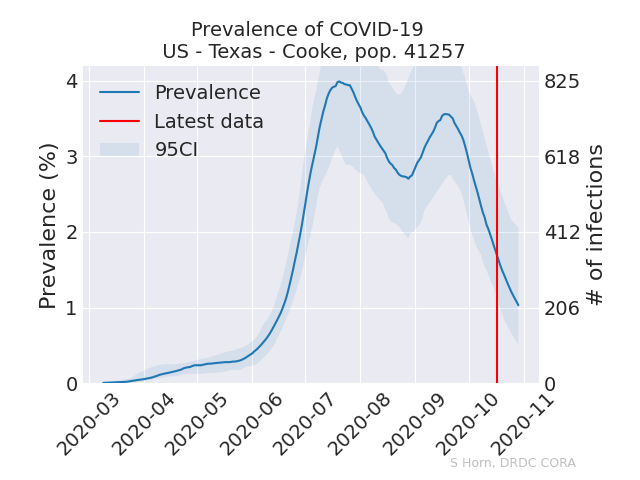 Prevalence of COVID-19
US - Texas - Cooke, pop. 41257
Prevalence
Latest data
95CI
Prevalence (%)
4
3
2
1
0
825
618
412
206
0
# of infections
2020-03
2020-04
2020-05
2020-06
2020-07
2020-08
2020-09
2020-10
2020-11
S Horn, DRDC CORA